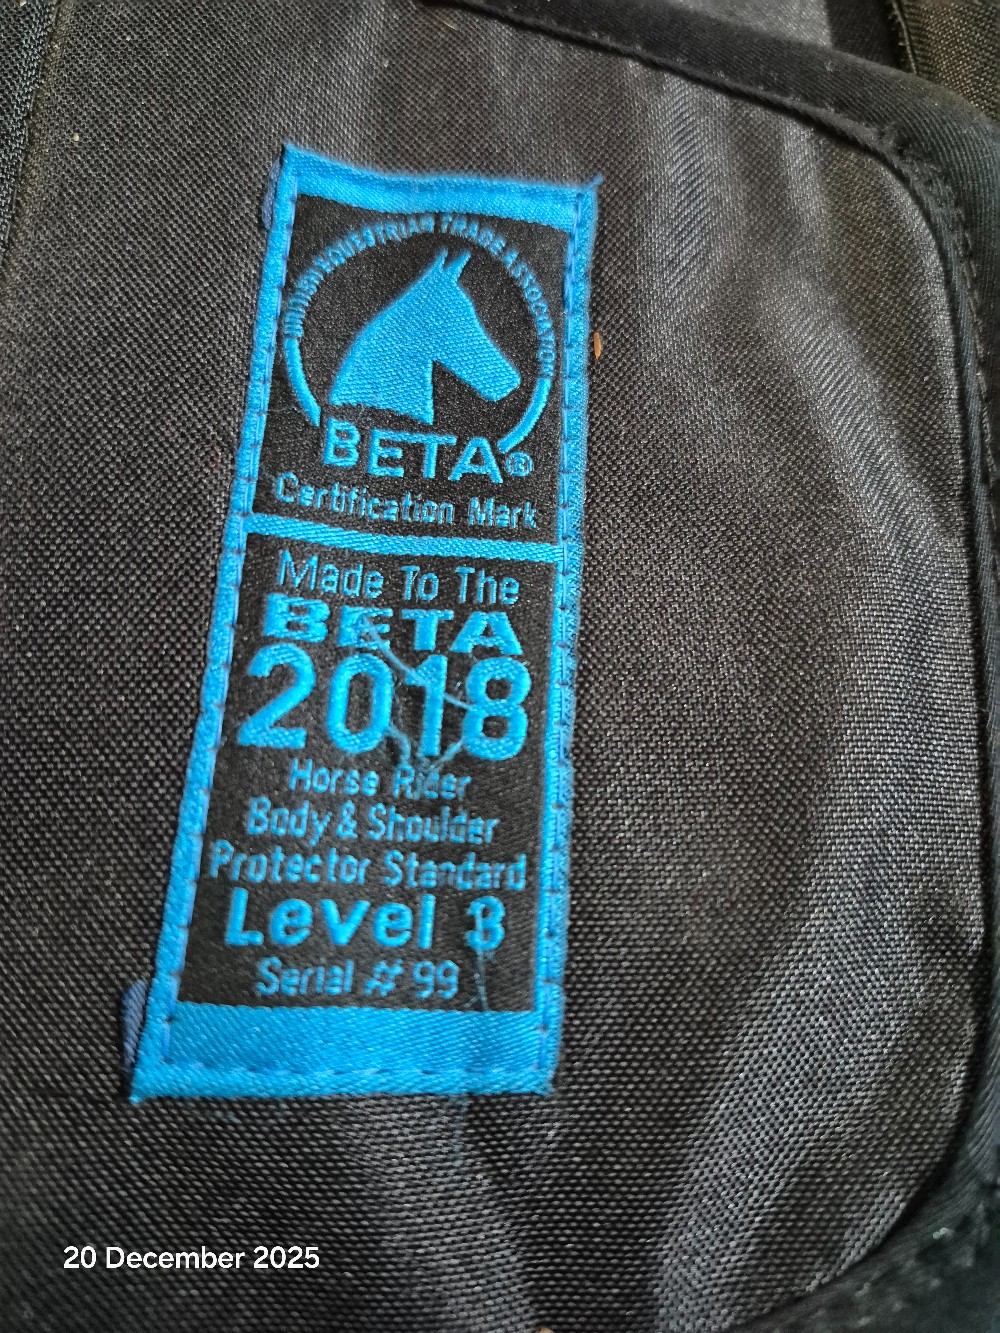 BRITISH EQUESTRIAN TRADE ASSOCIATION
BETA®
Certification Mark
Made To The
BETA
2018
Horse Rider
Body & Shoulder
Protector Standard
Level 3
Serial # 99
20 December 2025